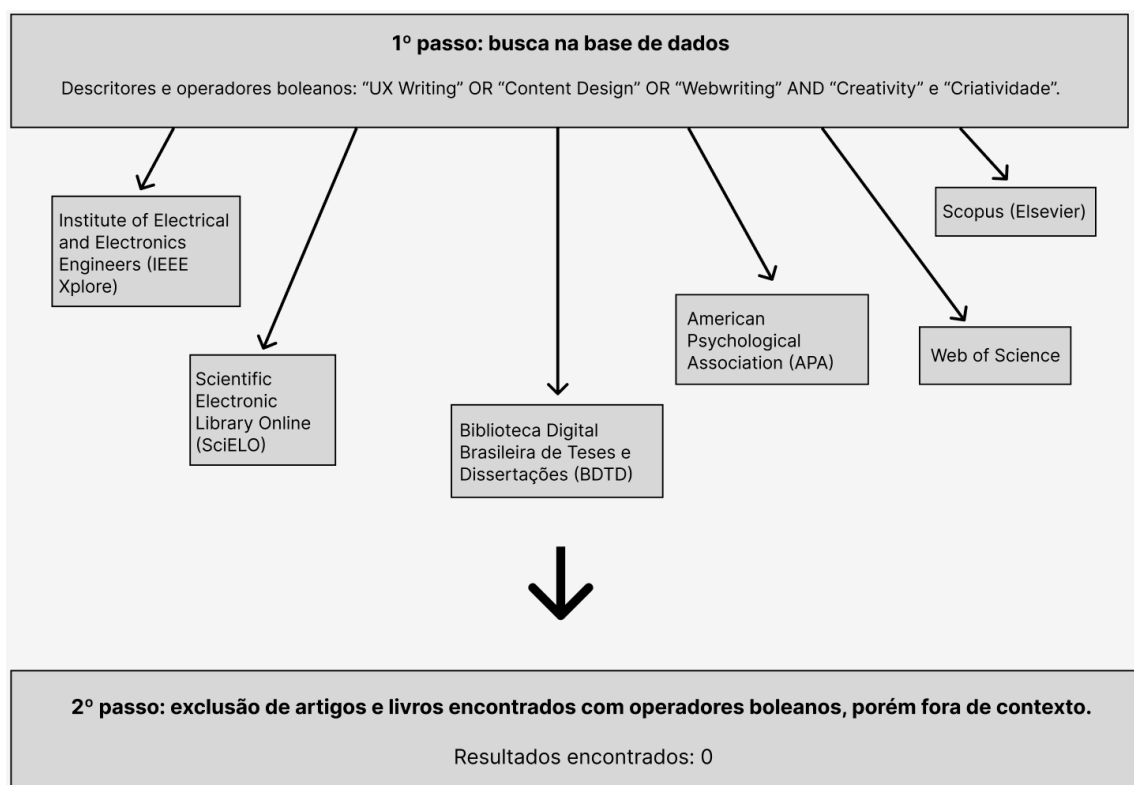 1º passo: busca na base de dados
Descritores e operadores boleanos: “UX Writing” OR “Content Design” OR “Webwriting” AND “Creativity” e “Criatividade”.
Institute of Electrical
and Electronics
Engineers (IEEE
Xplore)
Scientific
Electronic
Library Online
(SciELO)
Biblioteca Digital
Brasileira de Teses e
Dissertações (BDTD)
American
Psychological
Association (APA)
Web of Science
Scopus (Elsevier)
2º passo: exclusão de artigos e livros encontrados com operadores boleanos, porém fora de contexto.
Resultados encontrados: 0